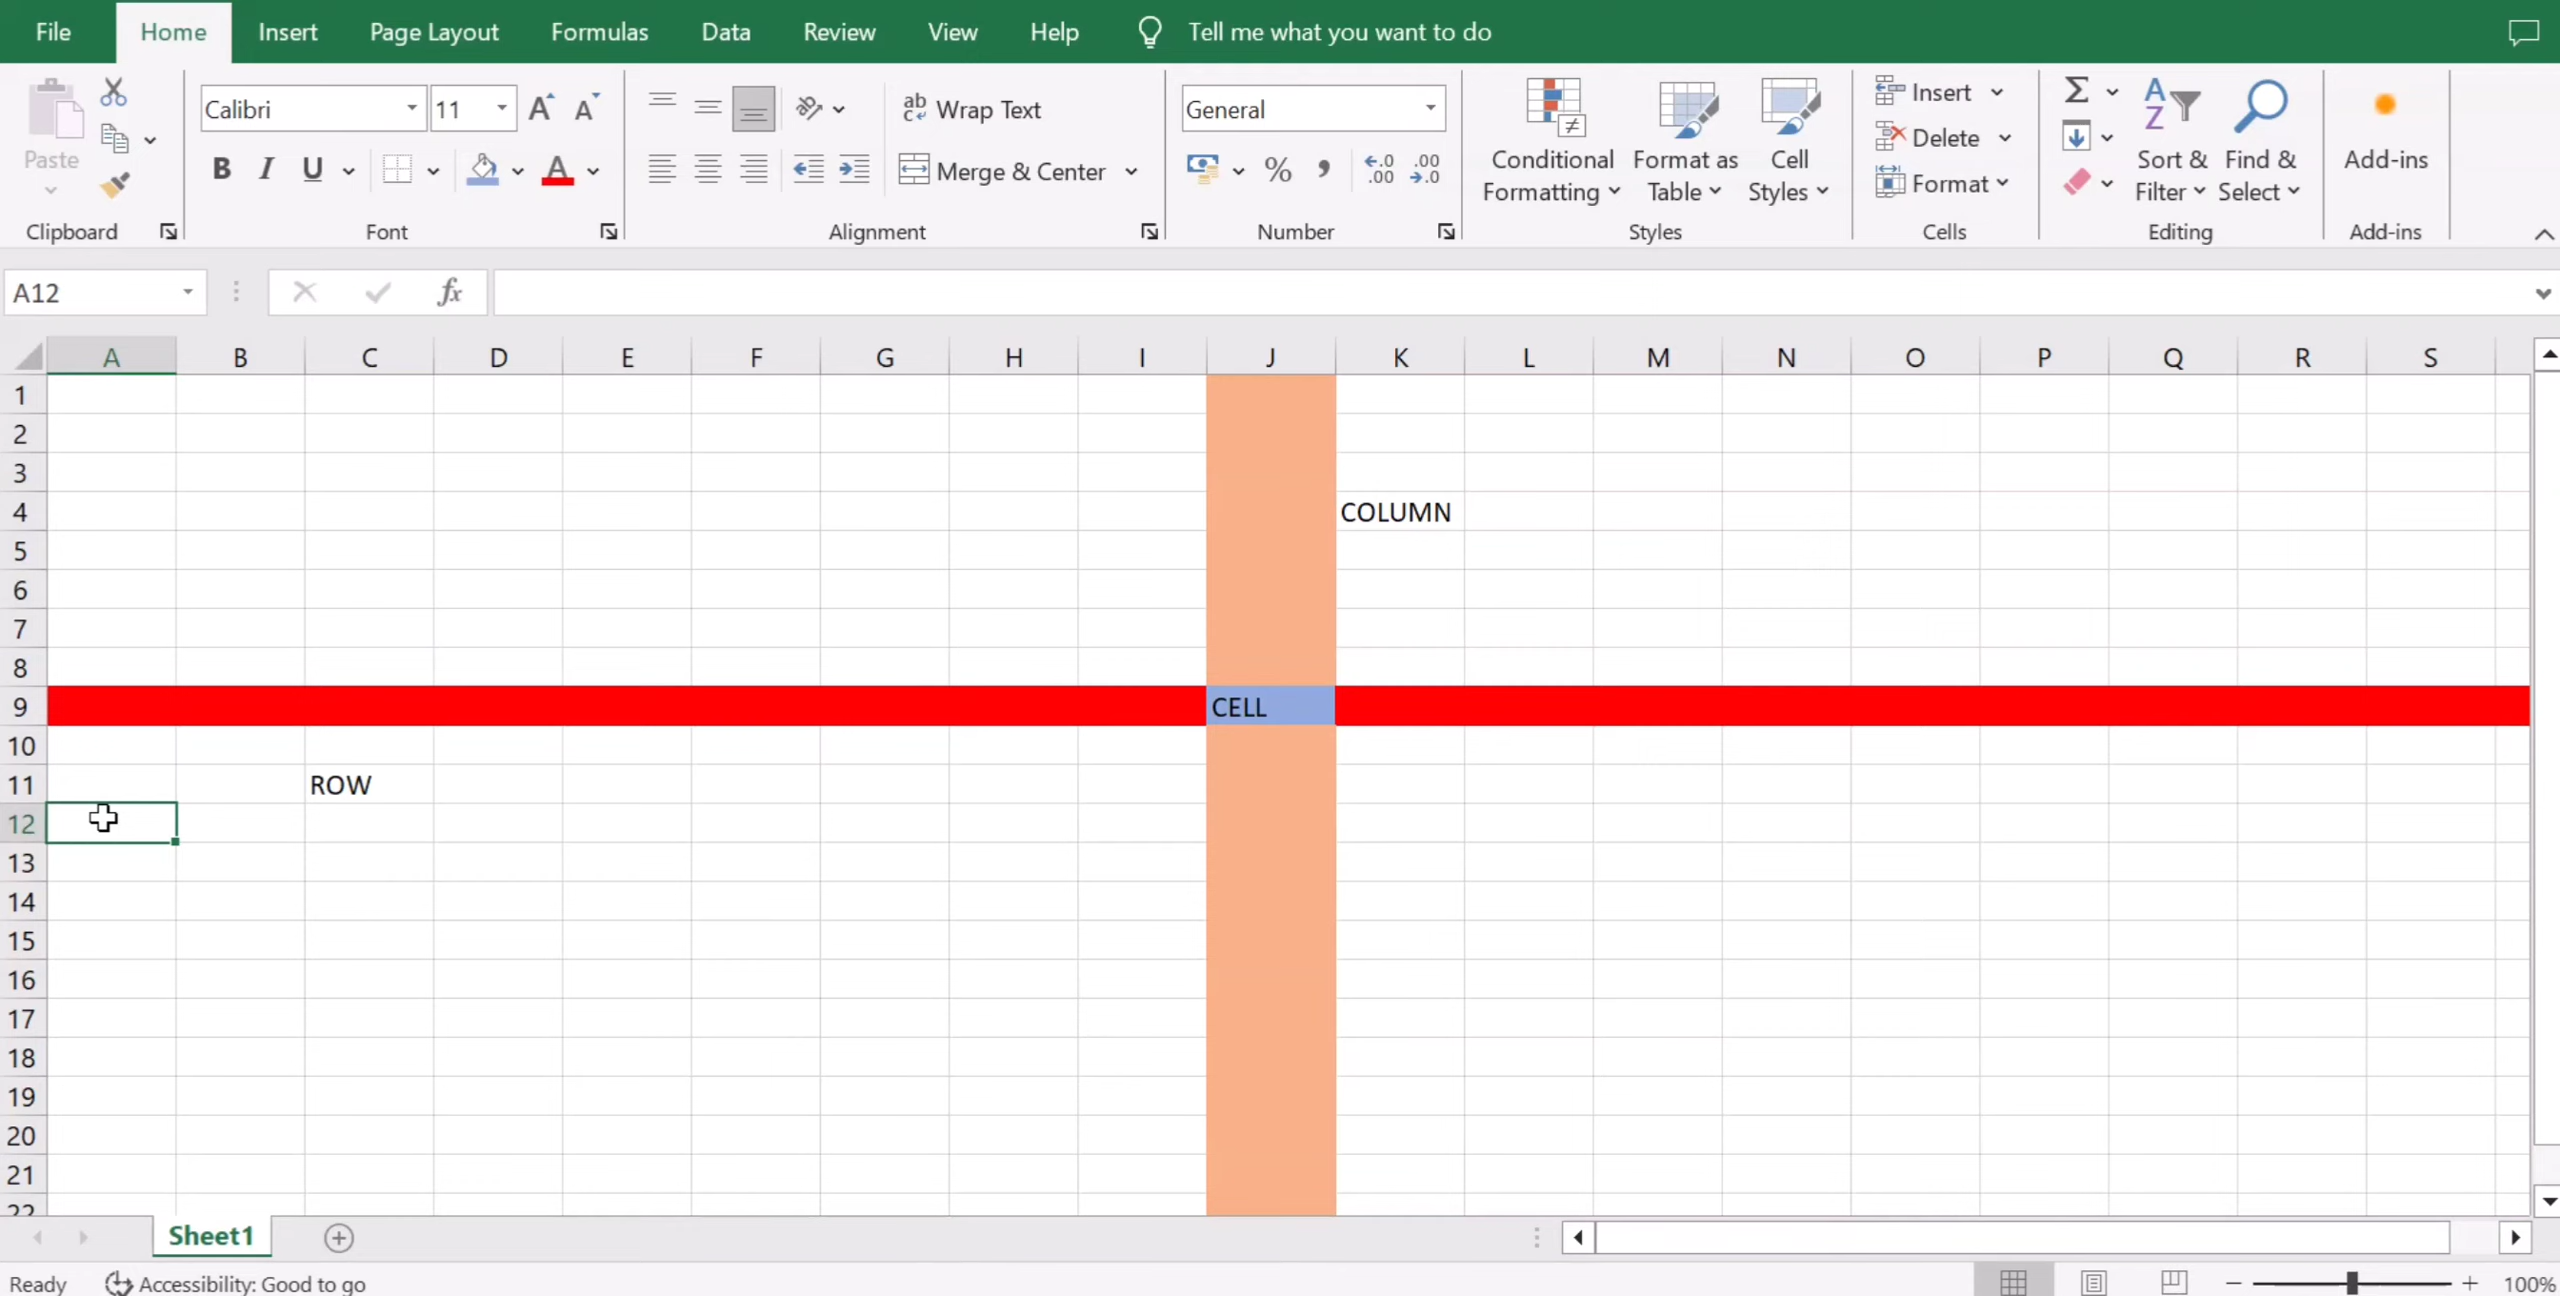 File Home Insert Page Layout Formulas Data Review View Help Tell me what you want to do
Calibri 11 A A ab Wrap Text General Insert
Paste B I U A Merge & Center % , Delete
Conditional Formatting Format as Table Cell Styles Format Sort & Filter Find & Select Add-ins
Clipboard Font Alignment Number Styles Cells Editing Add-ins
A12 fx
A B C D E F G H I J K L M N O P Q R S
1
2
3
4 COLUMN
5
6
7
8
9 CELL
10
11 ROW
12
13
14
15
16
17
18
19
20
21
22
Sheet1
Ready Accessibility: Good to go 100%